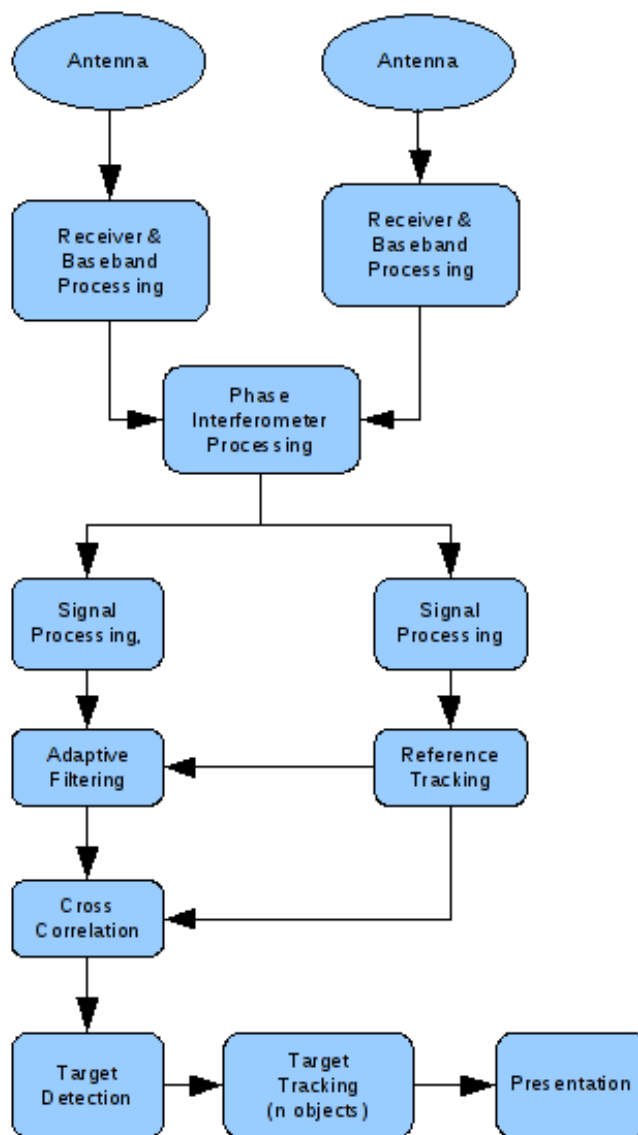 Antenna
Antenna
Receiver &
Baseband
Processing
Receiver &
Baseband
Processing
Phase
Interferometer
Processing
Signal
Processing,
Signal
Processing
Adaptive
Filtering
Reference
Tracking
Cross
Correlation
Target
Detection
Target
Tracking
(n objects)
Presentation